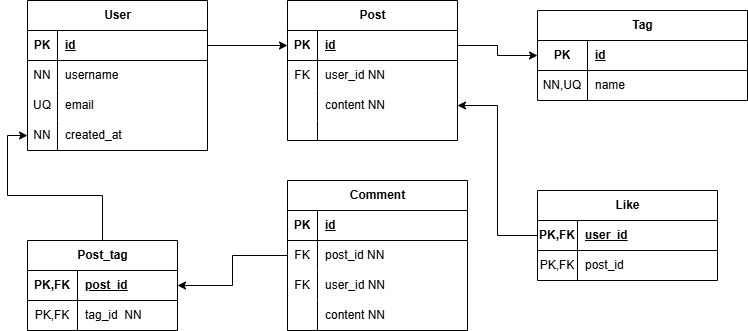 User
PK id
NN username
UQ email
NN created_at
Post
PK id
FK user_id NN
content NN
Tag
PK id
NN,UQ name
Comment
PK id
FK post_id NN
FK user_id NN
content NN
Like
PK,FK user_id
PK,FK post_id
Post_tag
PK,FK post_id
PK,FK tag_id NN